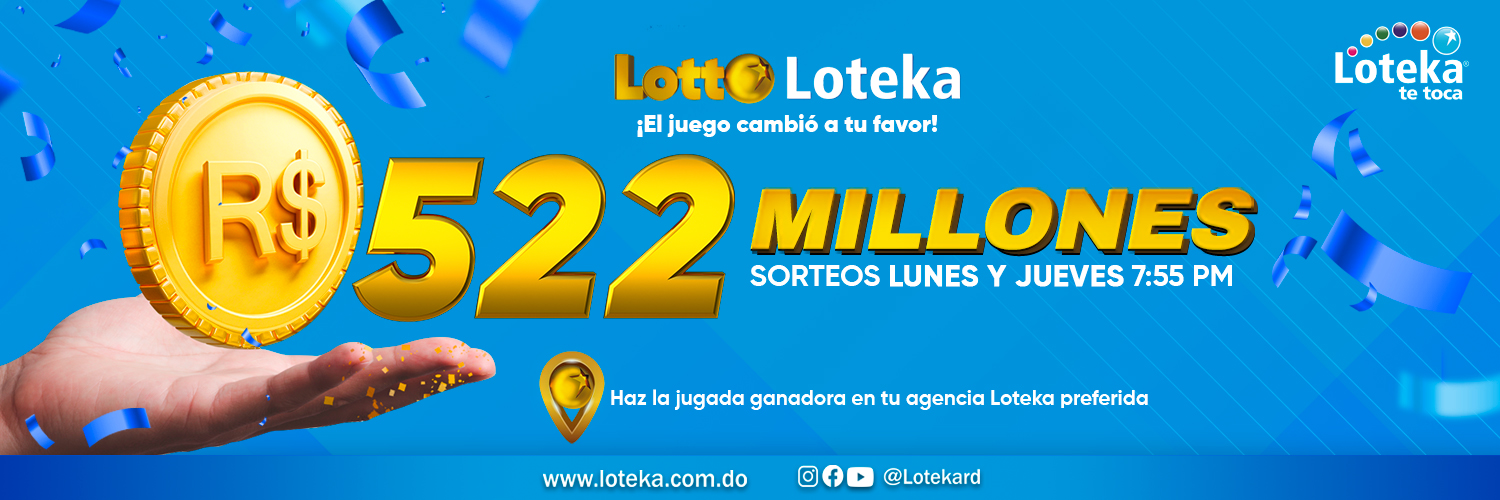 Lotto Loteka
¡El juego cambió a tu favor!
Loteka®
te toca
R$
522 MILLONES
SORTEOS LUNES Y JUEVES 7:55 PM
Haz la jugada ganadora en tu agencia Loteka preferida
www.loteka.com.do @Lotekard